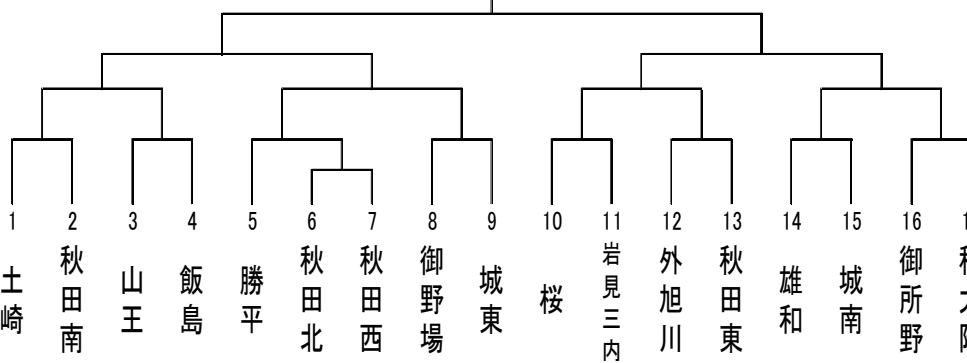 1 2 3 4 5 6 7 8 9 10 11 12 13 14 15 16
土崎
秋田南
山王
飯島
勝平
秋田北
秋田西
御野場
城東
桜
岩見三内
外旭川
秋田東
雄和
城南
御所野